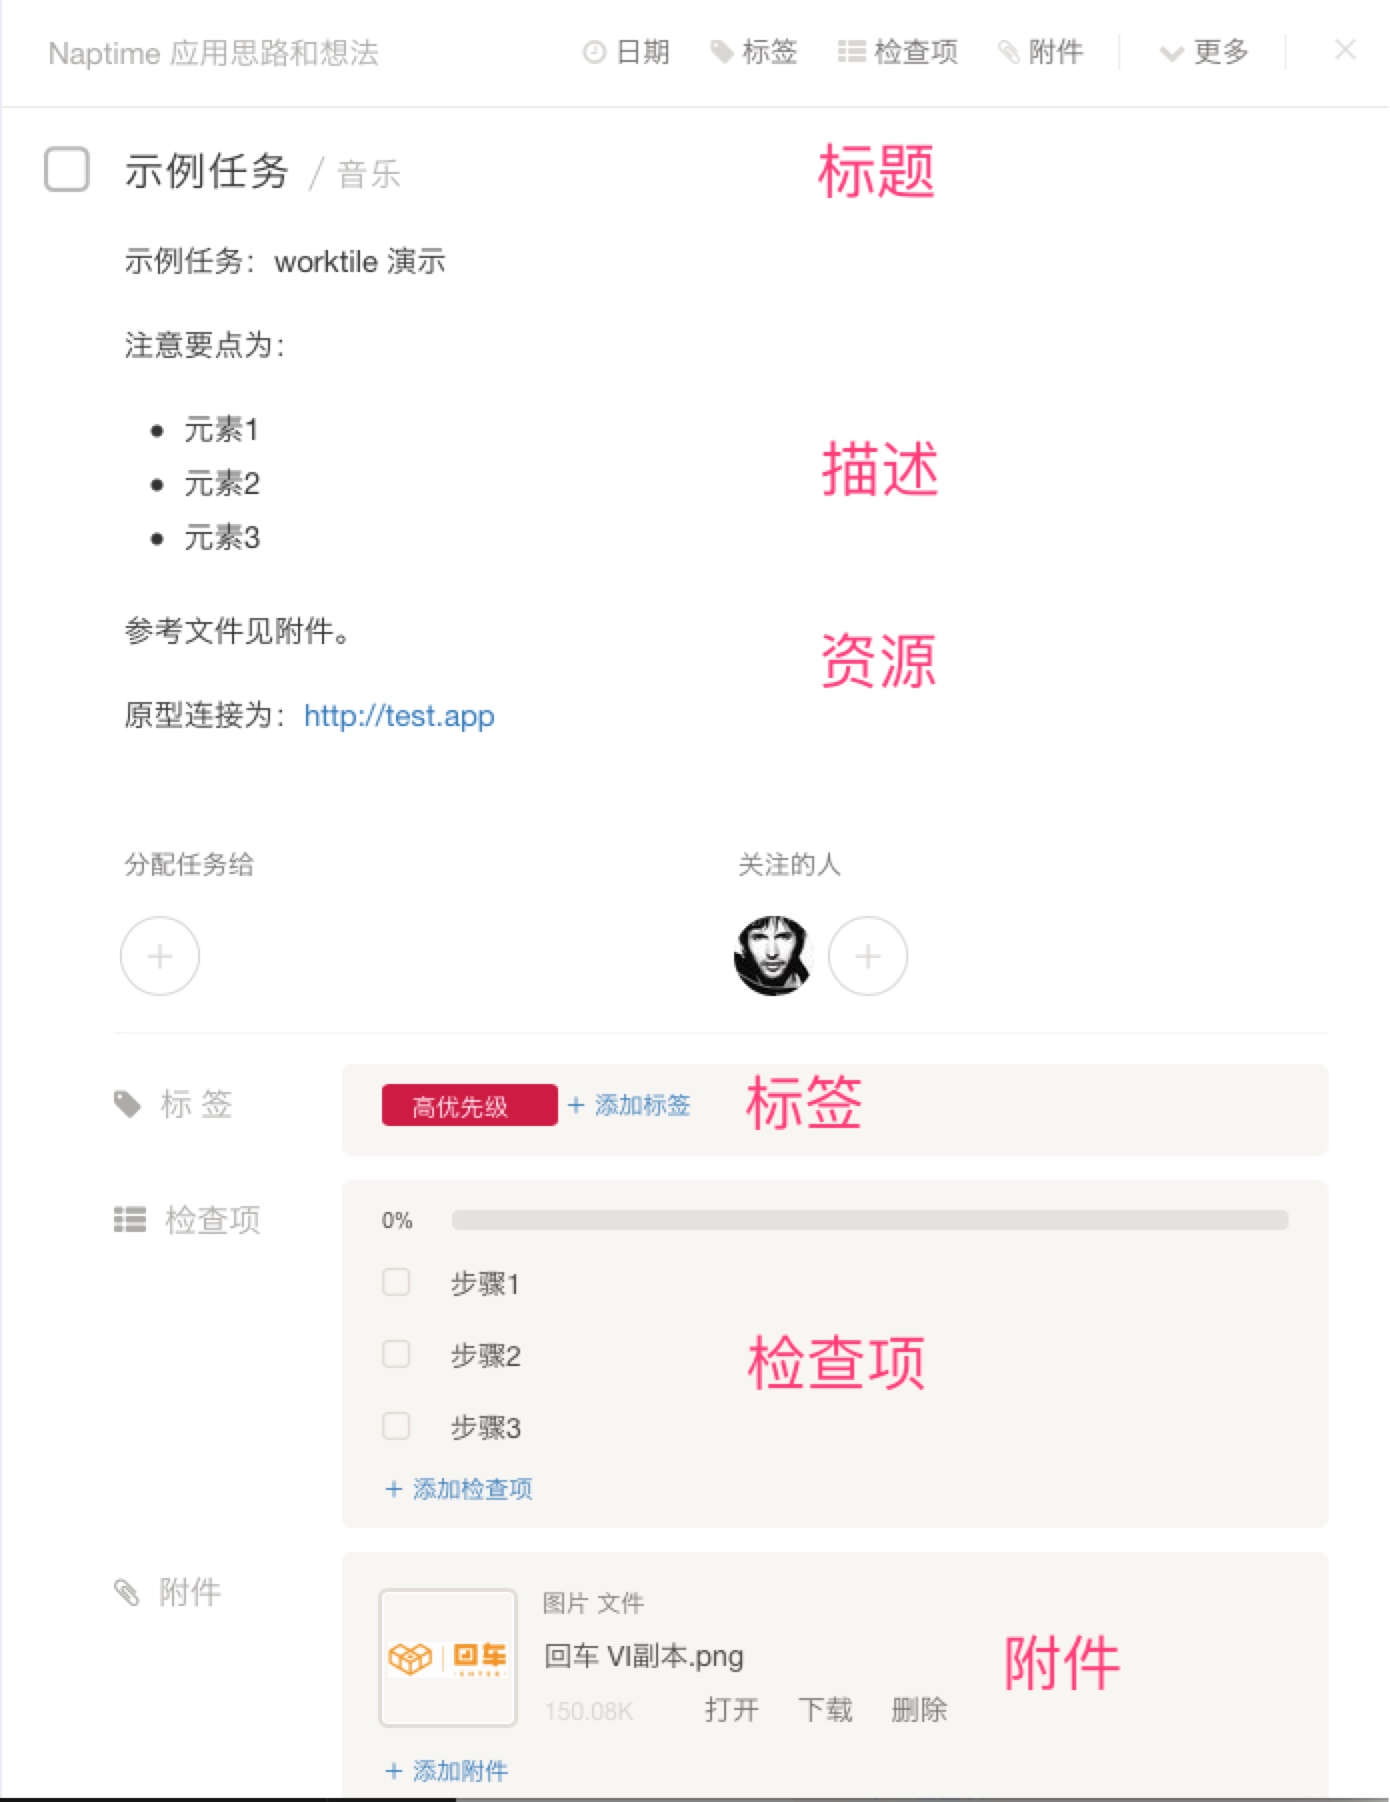 Naptime 应用思路和想法 日期 标签 检查项 附件 更多
示例任务 / 音乐 标题
示例任务：worktile 演示
注意要点为：
元素1
元素2 描述
元素3
参考文件见附件。 资源
原型连接为：http://test.app
分配任务给 关注的人
标 签 高优先级 + 添加标签 标签
检查项 0%
步骤1
步骤2 检查项
步骤3
+ 添加检查项
附件 图片 文件
回车 回车 VI副本.png 附件
150.08K 打开 下载 删除
+ 添加附件